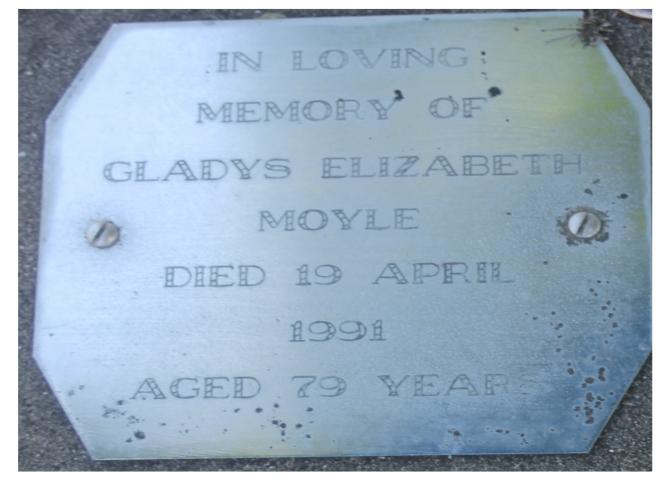 IN LOVING
MEMORY OF
GLADYS ELIZABETH
MOYLE
DIED 19 APRIL
1991
AGED 79 YEARS